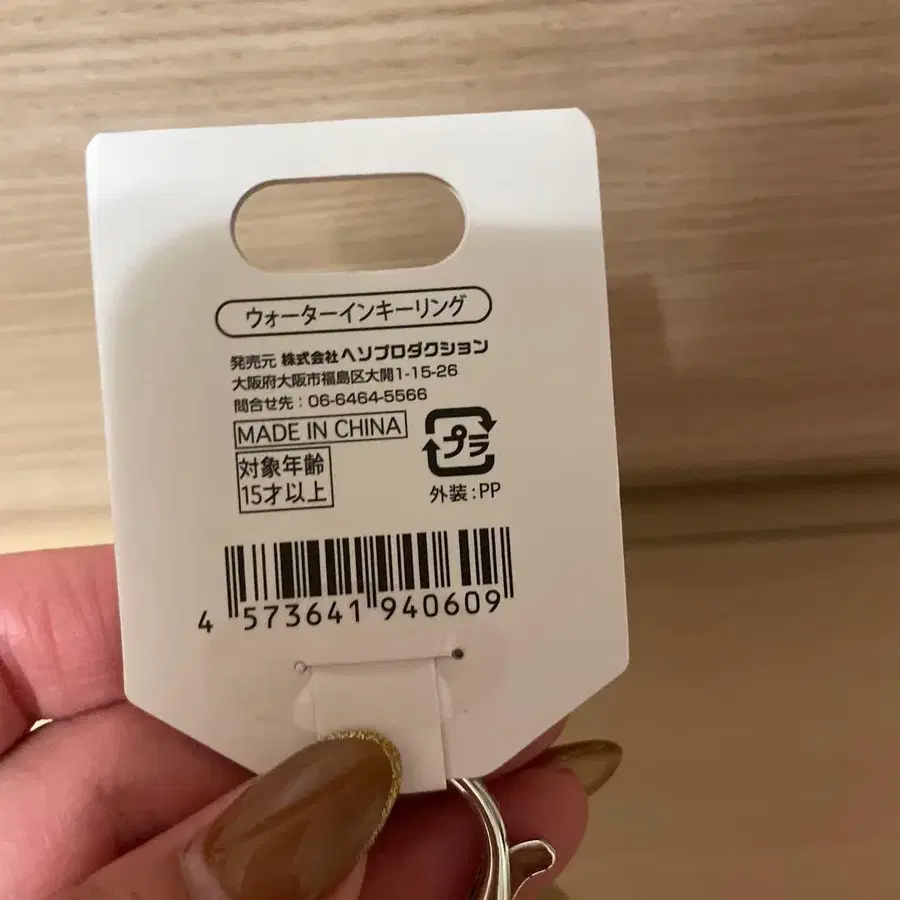 ウォーターインキーリング
発売元 株式会社ヘソプロダクション
大阪府大阪市福島区大開1-15-26
問合せ先：06-6464-5566
MADE IN CHINA
対象年齢
15才以上
プラ
外装：PP
4 573641 940609